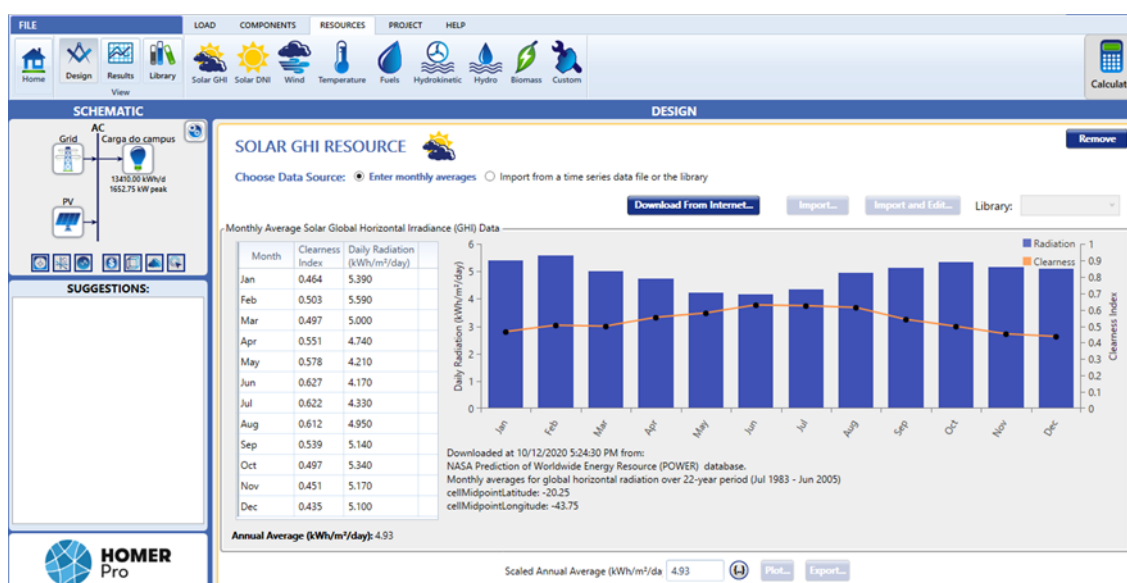 FILE
LOAD COMPONENTS RESOURCES PROJECT HELP
Home
Design Results Library
View
Solar GHI Solar DNI Wind Temperature Fuels Hydrokinetic Hydro Biomass Custom
Calculat
SCHEMATIC
DESIGN
AC
Grid Carga do campus
13410.00 kWh/d
1652.75 kW peak
PV
SUGGESTIONS:
HOMER
Pro
SOLAR GHI RESOURCE
Remove
Choose Data Source: Enter monthly averages Import from a time series data file or the library
Download From Internet... Import... Import and Edit... Library:
Monthly Average Solar Global Horizontal Irradiance (GHI) Data
Month Clearness Index Daily Radiation (kWh/m²/day)
Jan 0.464 5.390
Feb 0.503 5.590
Mar 0.497 5.000
Apr 0.551 4.740
May 0.578 4.210
Jun 0.627 4.170
Jul 0.622 4.330
Aug 0.612 4.950
Sep 0.539 5.140
Oct 0.497 5.340
Nov 0.451 5.170
Dec 0.435 5.100
Daily Radiation (kWh/m²/day)
6
5
4
3
2
1
0
Radiation
Clearness
1
0.9
0.8
0.7
0.6
0.5
0.4
0.3
0.2
0.1
0
Clearness Index
Jan Feb Mar Apr May Jun Jul Aug Sep Oct Nov Dec
Downloaded at 10/12/2020 5:24:30 PM from:
NASA Prediction of Worldwide Energy Resource (POWER) database.
Monthly averages for global horizontal radiation over 22-year period (Jul 1983 - Jun 2005)
cellMidpointLatitude: -20.25
cellMidpointLongitude: -43.75
Annual Average (kWh/m²/day): 4.93
Scaled Annual Average (kWh/m²/da 4.93 Plot... Export...